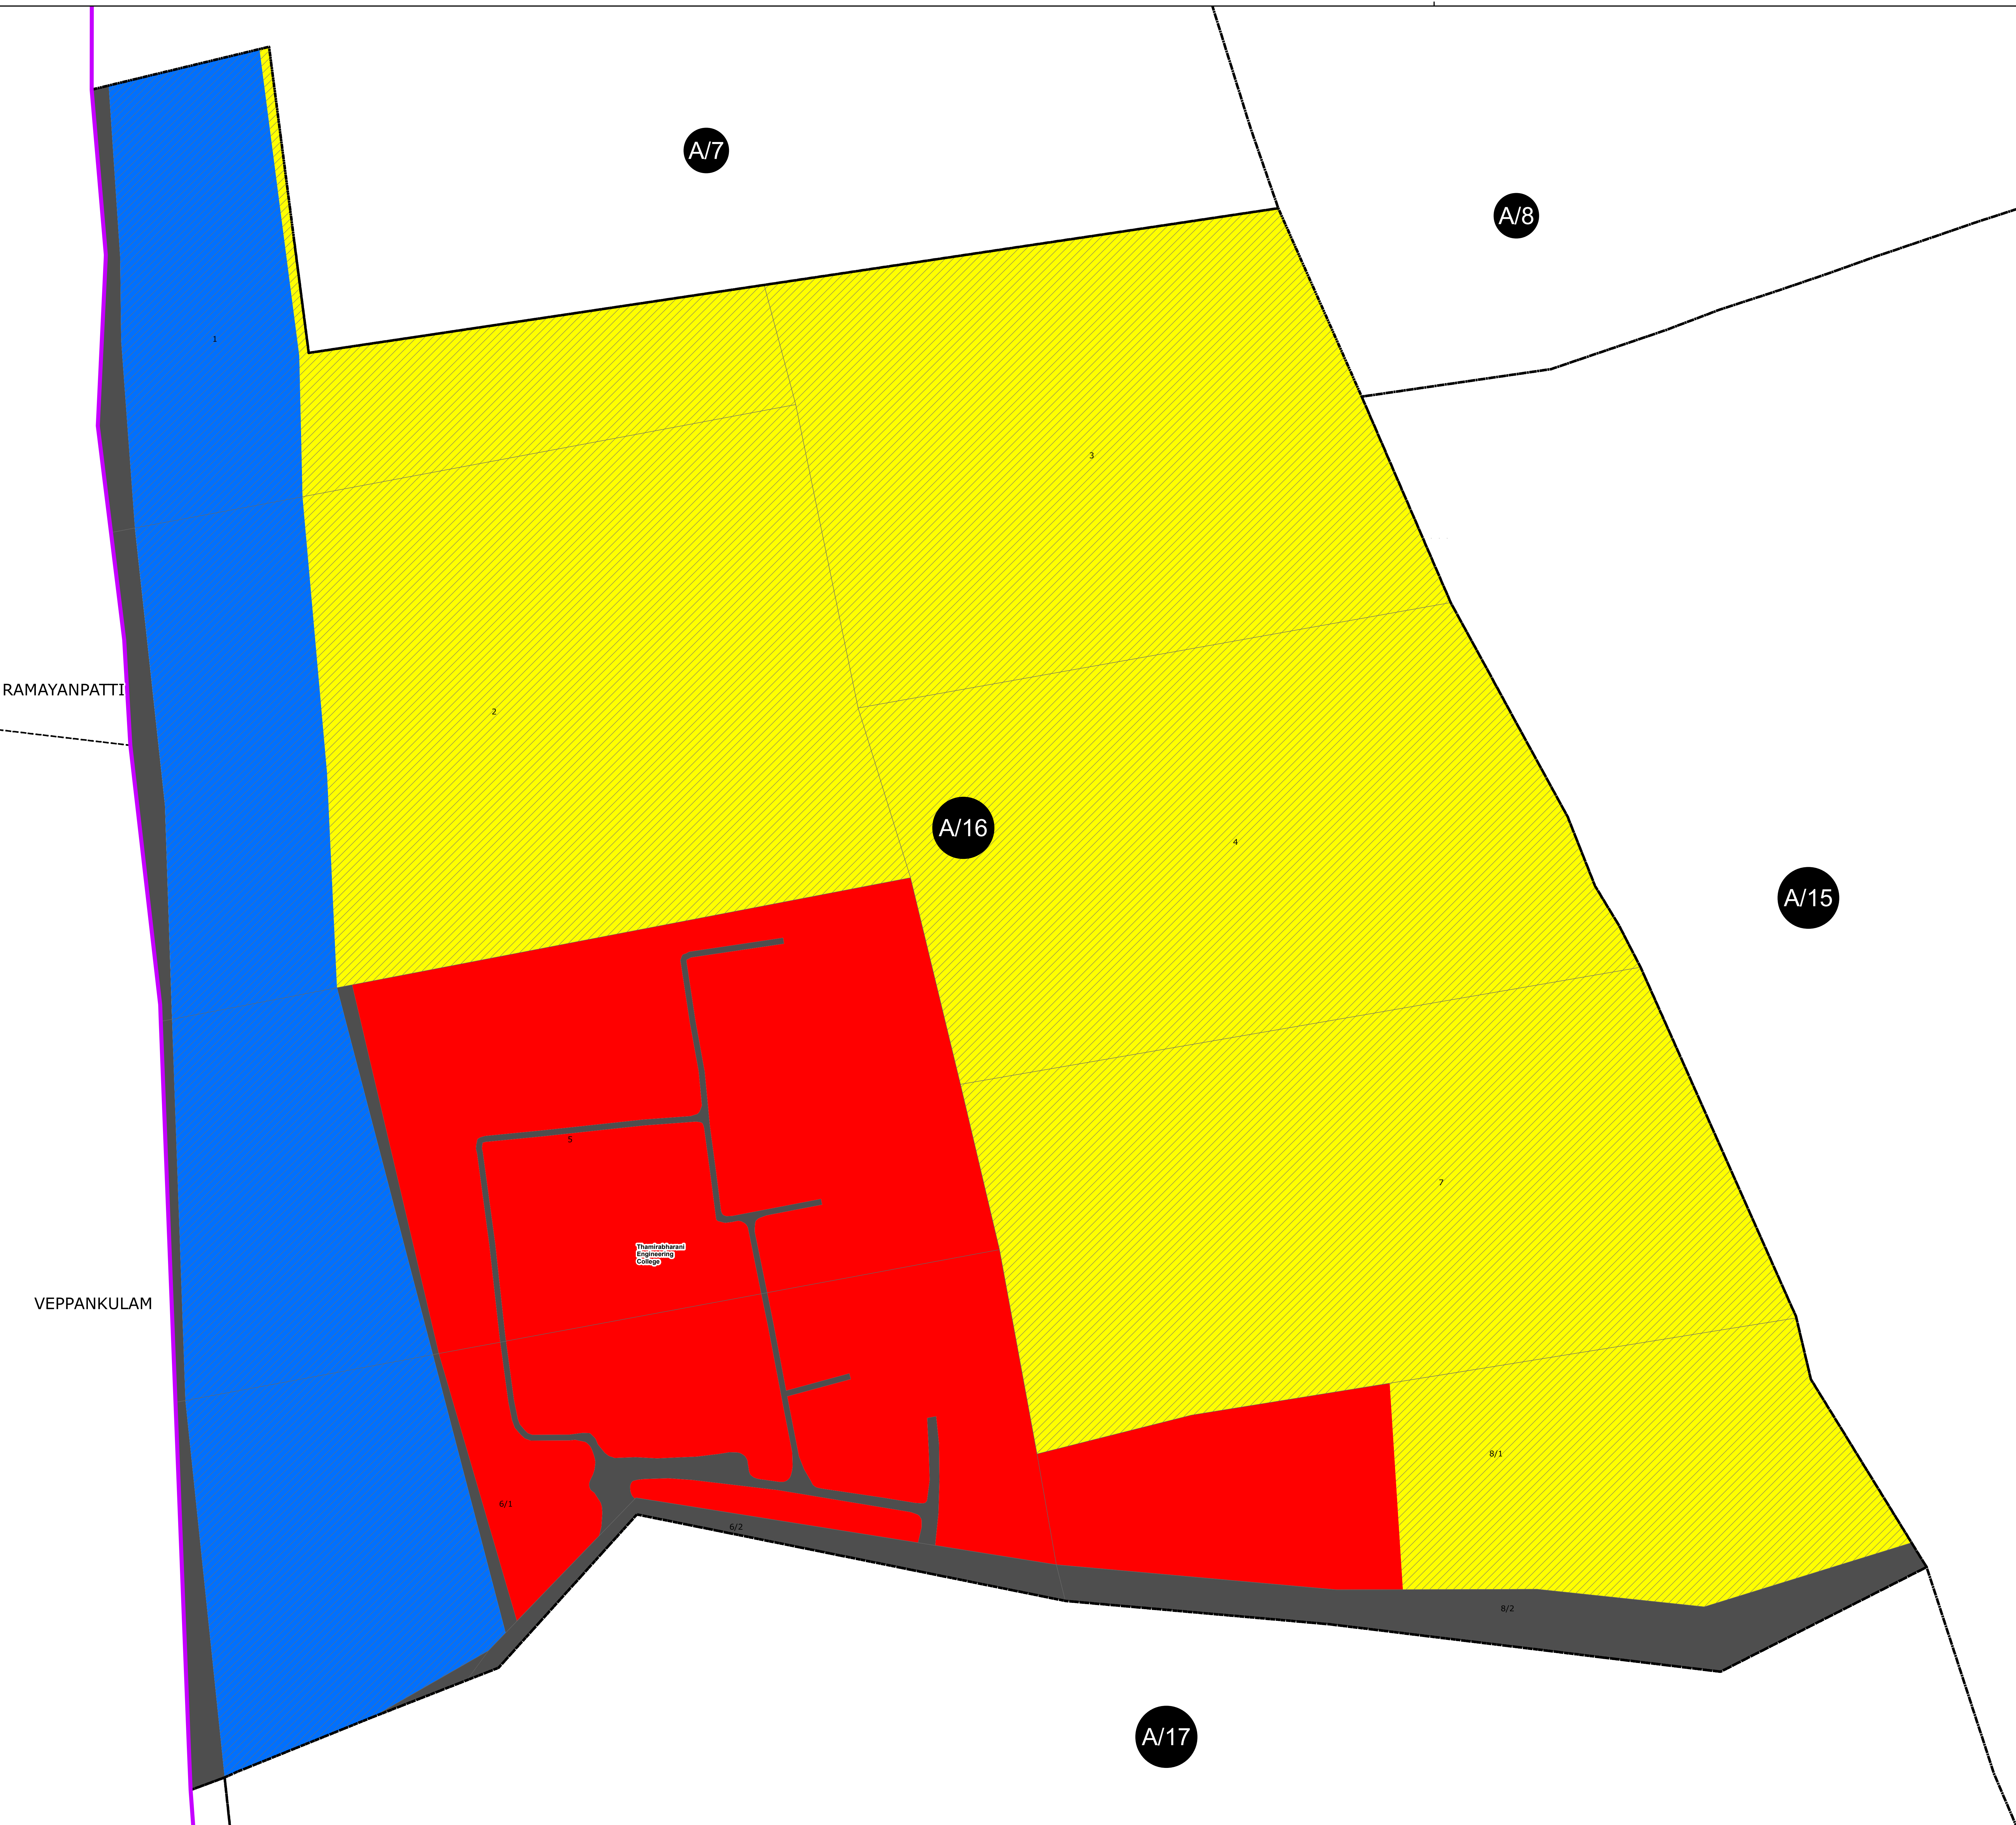 A/7
A/8
1
3
RAMAYANPATTI
2
A/16
4
A/15
5
7
Thamirabharani
Engineering
College
VEPPANKULAM
8/1
6/1
6/2
8/2
A/17